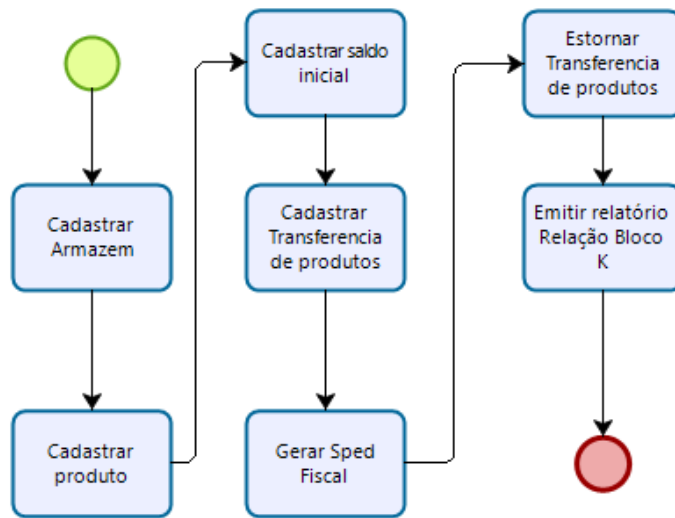 Cadastrar
Armazem
Cadastrar
produto
Cadastrar saldo
inicial
Cadastrar
Transferencia
de produtos
Gerar Sped
Fiscal
Estornar
Transferencia
de produtos
Emitir relatório
Relação Bloco
K